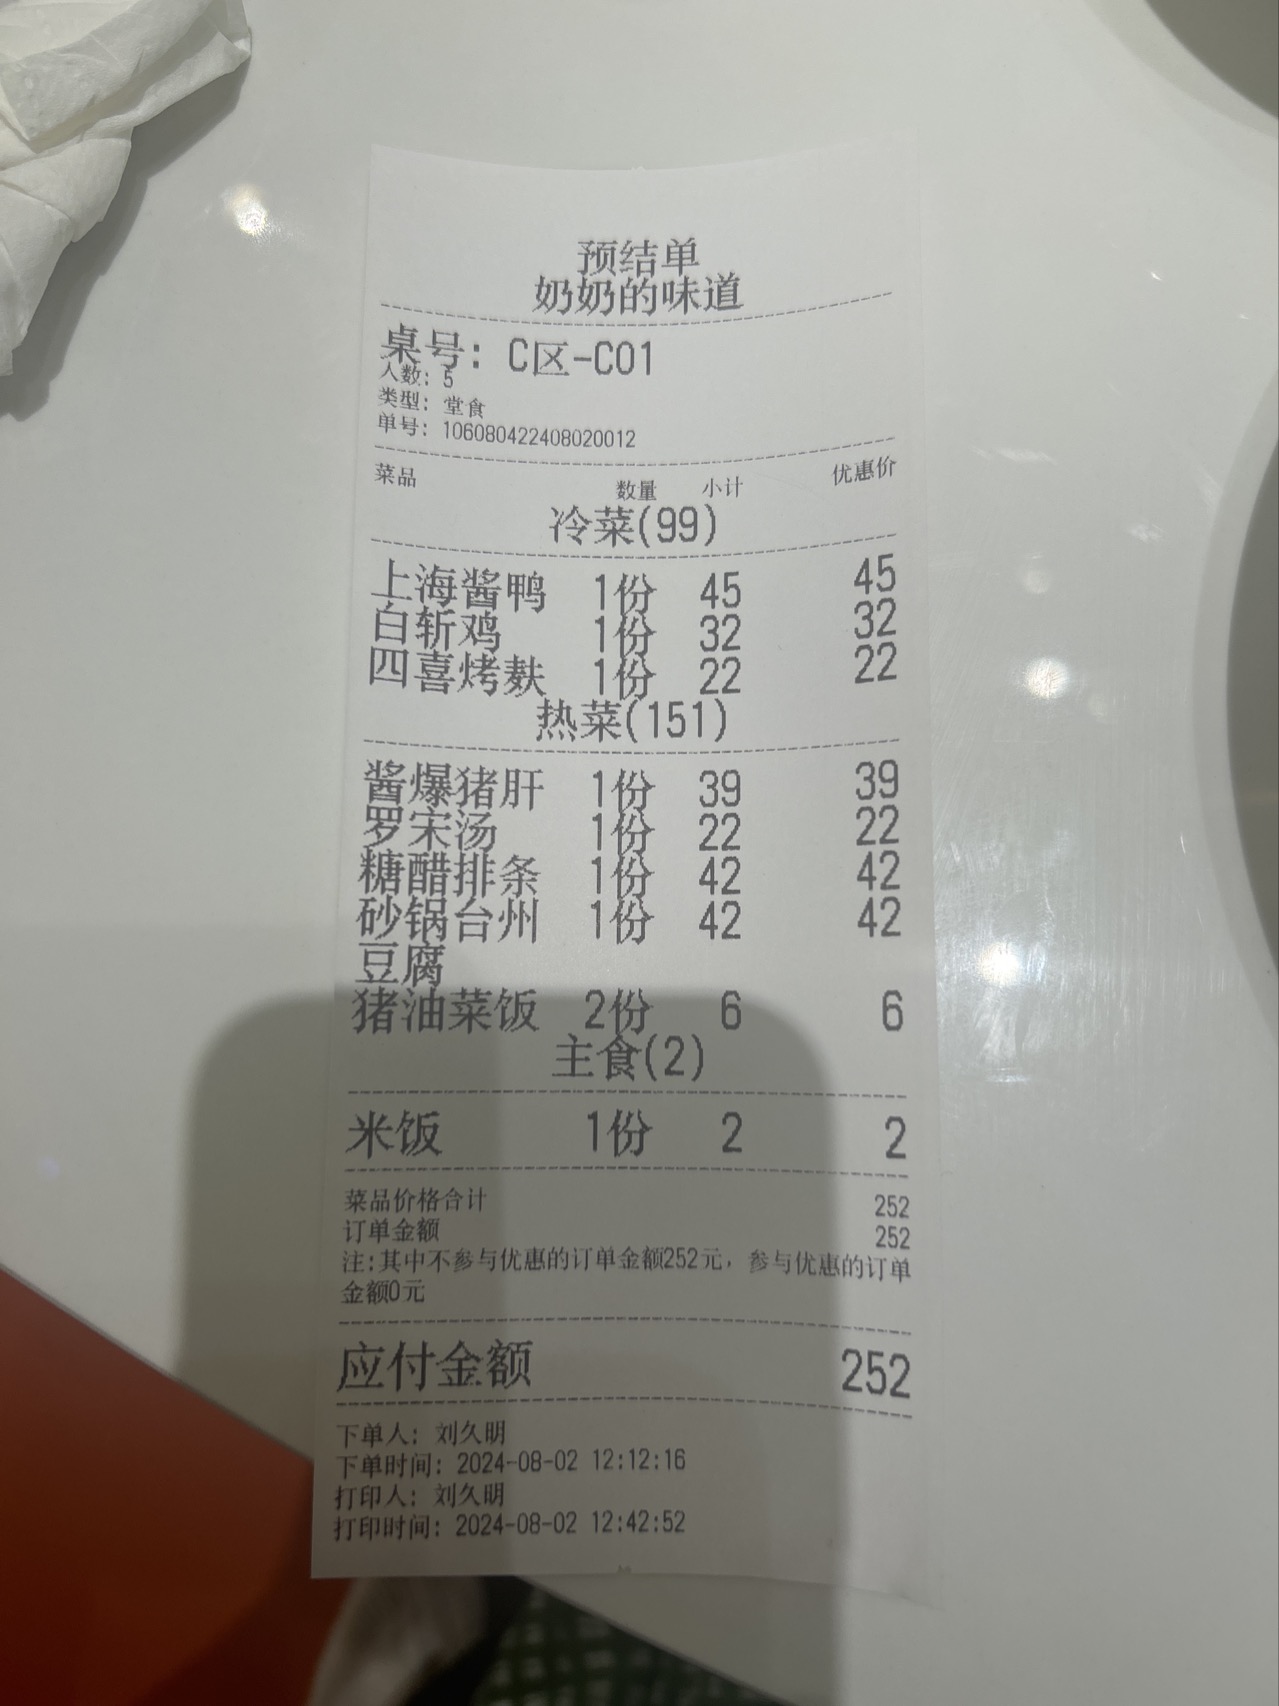 预结单
奶奶的味道
桌号: C区-C01
人数: 5
类型: 堂食
单号: 106080422408020012
菜品 数量 小计 优惠价
冷菜(99)
上海酱鸭 1份 45 45
白斩鸡 1份 32 32
四喜烤麸 1份 22 22
热菜(151)
酱爆猪肝 1份 39 39
罗宋汤 1份 22 22
糖醋排条 1份 42 42
砂锅台州 1份 42 42
豆腐
猪油菜饭 2份 6 6
主食(2)
米饭 1份 2 2
菜品价格合计 252
订单金额 252
注:其中不参与优惠的订单金额252元，参与优惠的订单
金额0元
应付金额 252
下单人: 刘久明
下单时间: 2024-08-02 12:12:16
打印人: 刘久明
打印时间: 2024-08-02 12:42:52